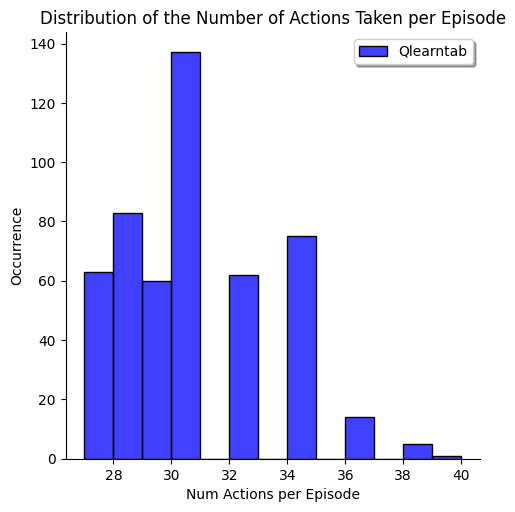 Distribution of the Number of Actions Taken per Episode
Qlearntab
140
120
100
80
60
40
20
0
Occurrence
28 30 32 34 36 38 40
Num Actions per Episode